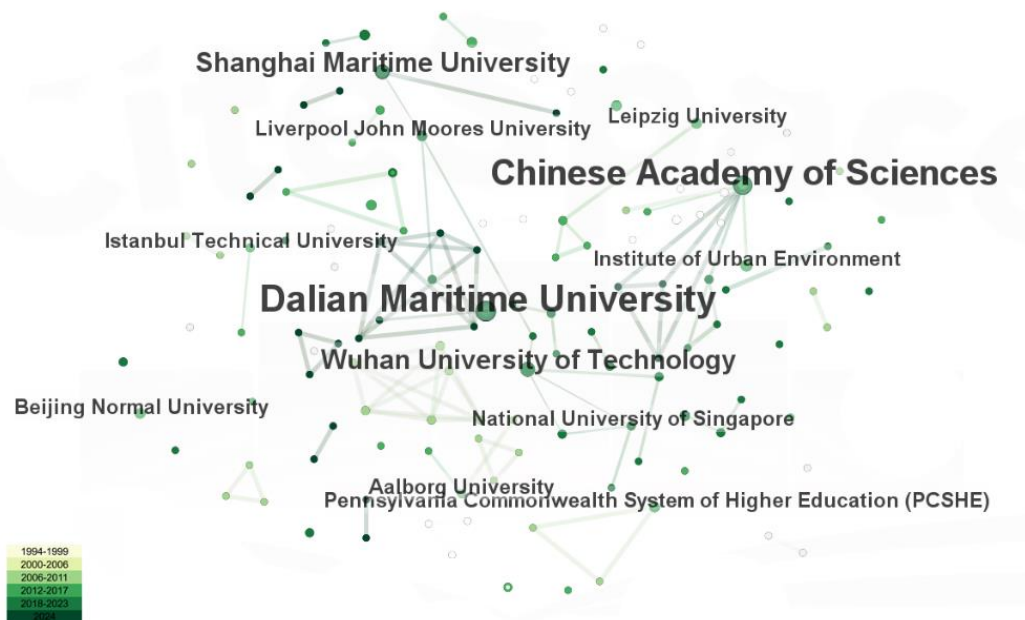 Shanghai Maritime University
Leipzig University
Liverpool John Moores University
Chinese Academy of Sciences
Istanbul Technical University
Institute of Urban Environment
Dalian Maritime University
Wuhan University of Technology
Beijing Normal University
National University of Singapore
Aalborg University
Pennsylvania Commonwealth System of Higher Education (PCSHE)
1994-1999
2000-2006
2006-2011
2012-2017
2018-2023
2024